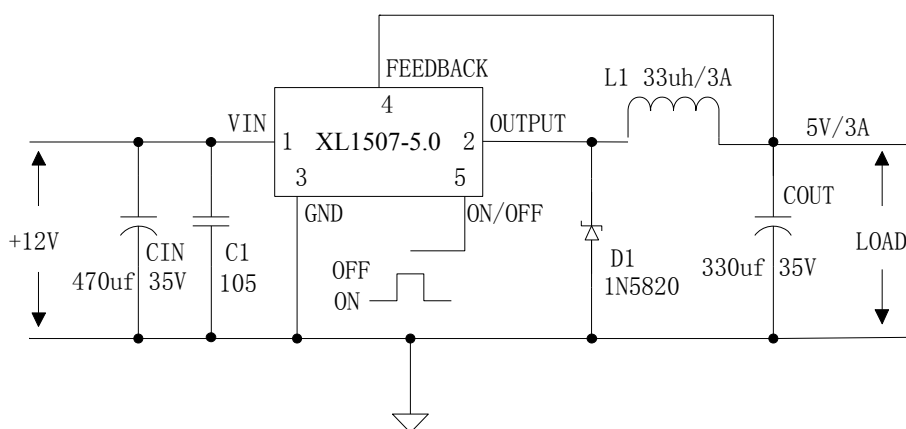 FEEDBACK
L1 33uh/3A
4
VIN
OUTPUT
5V/3A
1 XL1507-5.0 2
3 5
GND
ON/OFF
COUT
+12V
CIN
C1
OFF
D1
LOAD
470uf 35V
105
ON
1N5820
330uf 35V